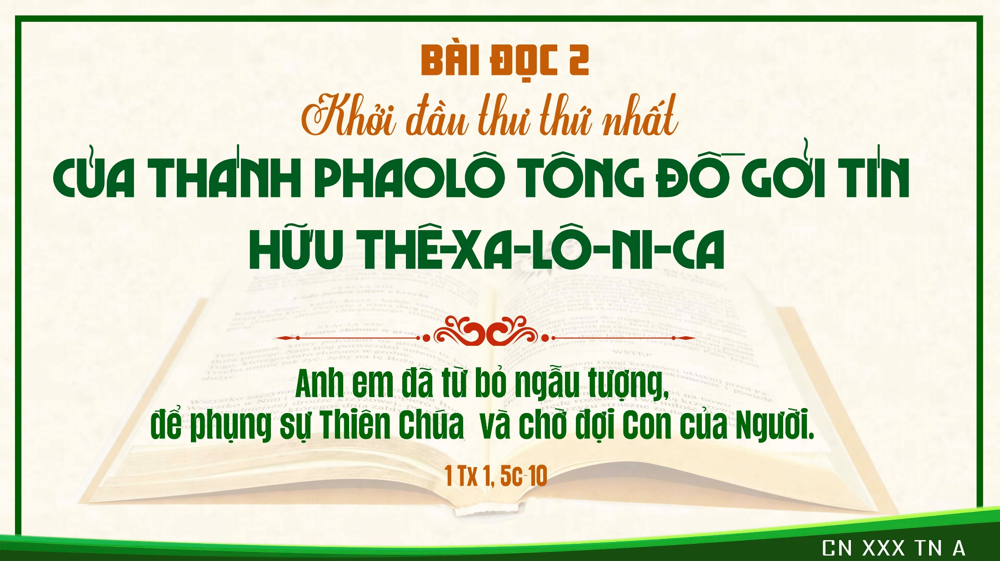 BÀI ĐỌC 2
Khởi đầu thư thứ nhất
CỦA THÁNH PHAOLÔ TÔNG ĐỒ GỞI TÍN
HỮU THÊ-XA-LÔ-NI-CA
Anh em đã từ bỏ ngẫu tượng,
để phụng sự Thiên Chúa và chờ đợi Con của Người.
1 Tx 1, 5c-10
CN XXX TN A